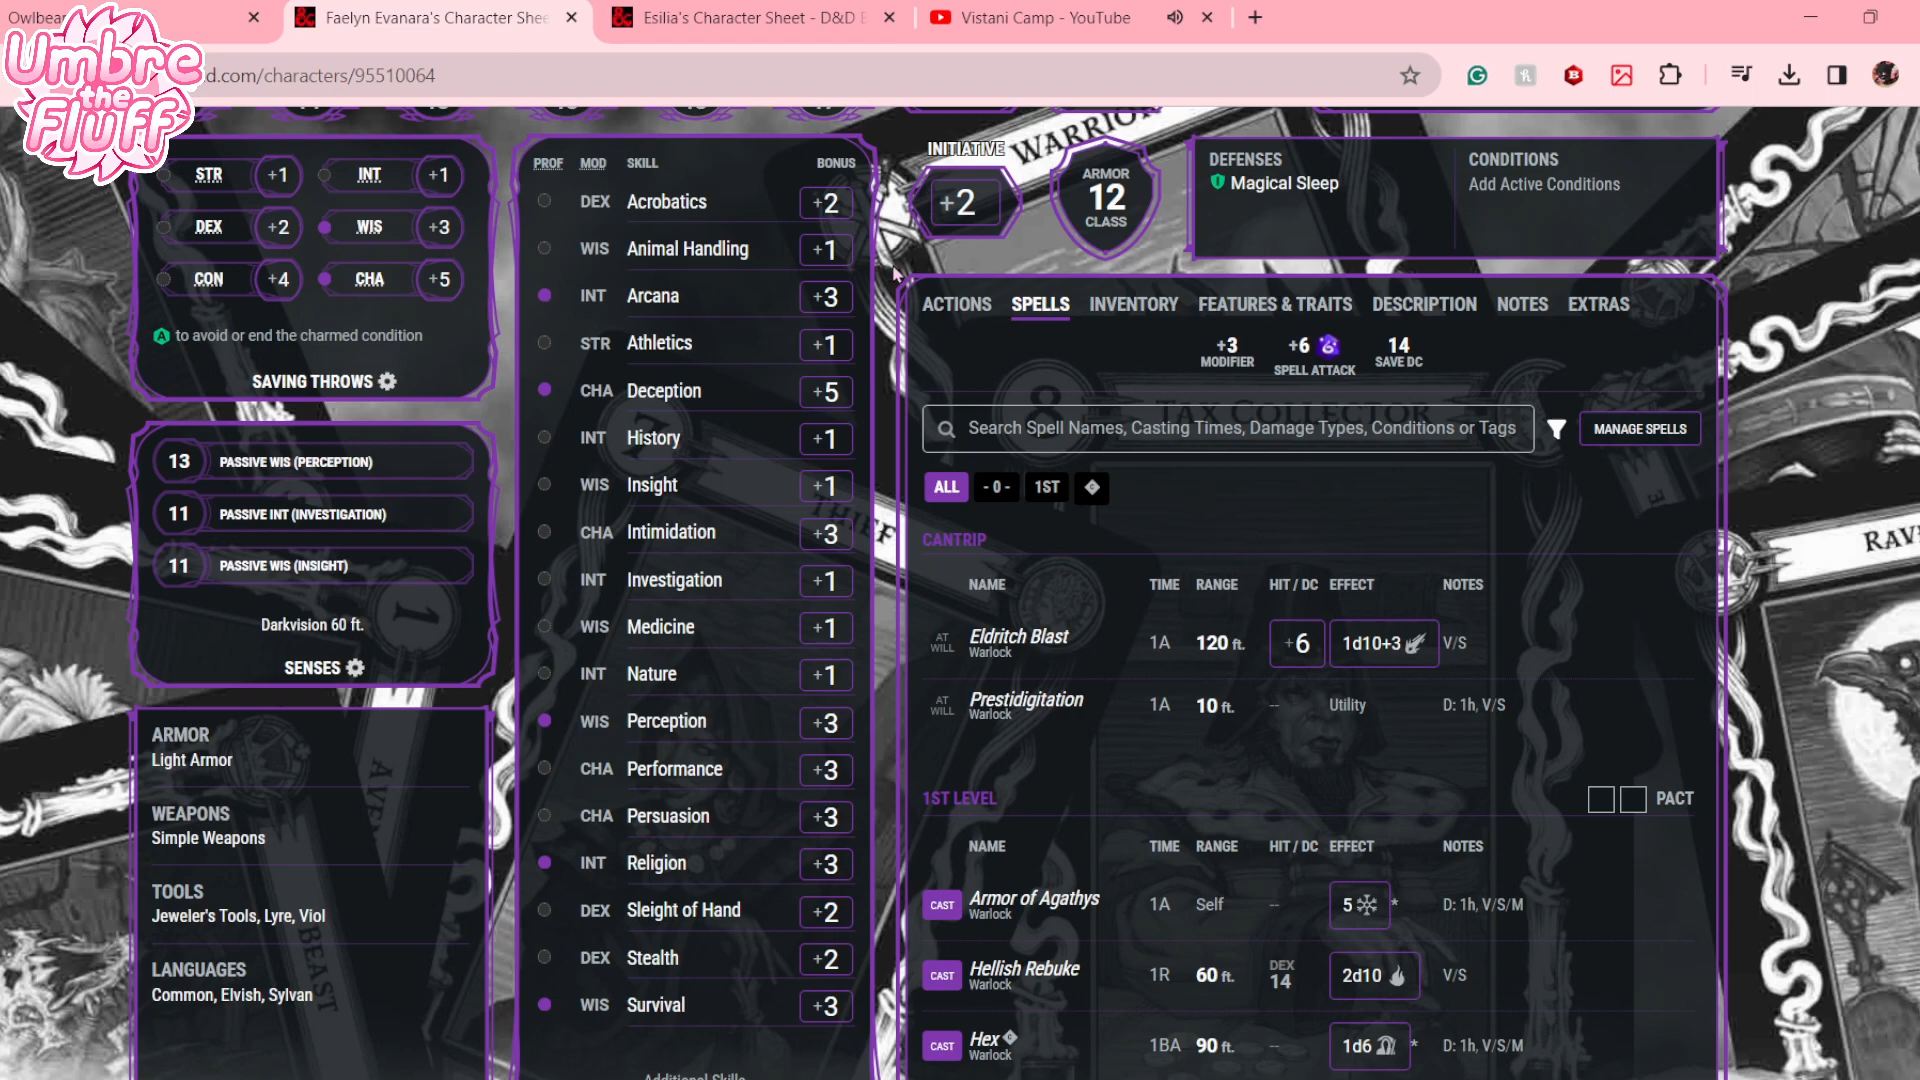 Owlbear
Faelyn Evanara's Character Shee
Esilia's Character Sheet - D&D B
Vistani Camp - YouTube
d.com/characters/95510064
Umbre
the
Fluff
STR +1 INT +1
DEX +2 WIS +3
CON +4 CHA +5
A to avoid or end the charmed condition
SAVING THROWS
13 PASSIVE WIS (PERCEPTION)
11 PASSIVE INT (INVESTIGATION)
11 PASSIVE WIS (INSIGHT)
Darkvision 60 ft.
SENSES
ARMOR
Light Armor
WEAPONS
Simple Weapons
TOOLS
Jeweler's Tools, Lyre, Viol
LANGUAGES
Common, Elvish, Sylvan
PROF MOD SKILL BONUS
DEX Acrobatics +2
WIS Animal Handling +1
INT Arcana +3
STR Athletics +1
CHA Deception +5
INT History +1
WIS Insight +1
CHA Intimidation +3
INT Investigation +1
WIS Medicine +1
INT Nature +1
WIS Perception +3
CHA Performance +3
CHA Persuasion +3
INT Religion +3
DEX Sleight of Hand +2
DEX Stealth +2
WIS Survival +3
Additional Skills
INITIATIVE
+2
ARMOR
12
CLASS
WARRIOR
DEFENSES
Magical Sleep
CONDITIONS
Add Active Conditions
ACTIONS SPELLS INVENTORY FEATURES & TRAITS DESCRIPTION NOTES EXTRAS
+3 +6 14
MODIFIER SPELL ATTACK SAVE DC
8 TAX COLLECTOR
Search Spell Names, Casting Times, Damage Types, Conditions or Tags
MANAGE SPELLS
ALL - 0 - 1ST
CANTRIP
NAME TIME RANGE HIT / DC EFFECT NOTES
AT WILL Eldritch Blast 1A 120 ft. +6 1d10+3 V/S
Warlock
AT WILL Prestidigitation 1A 10 ft. -- Utility D: 1h, V/S
Warlock
1ST LEVEL PACT
NAME TIME RANGE HIT / DC EFFECT NOTES
CAST Armor of Agathys 1A Self -- 5 * D: 1h, V/S/M
Warlock
CAST Hellish Rebuke 1R 60 ft. DEX 14 2d10 V/S
Warlock
CAST Hex 1BA 90 ft. -- 1d6 * D: 1h, V/S/M
Warlock
THIEF
BEAST
RAV